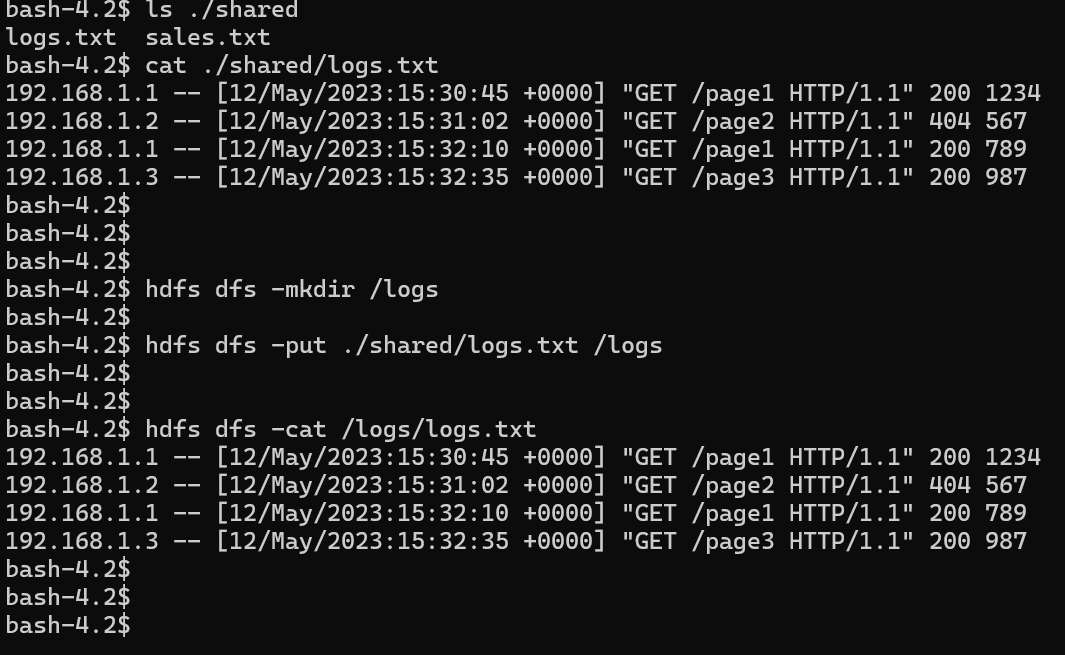 bash-4.2$ ls ./shared
logs.txt  sales.txt
bash-4.2$ cat ./shared/logs.txt
192.168.1.1 -- [12/May/2023:15:30:45 +0000] "GET /page1 HTTP/1.1" 200 1234
192.168.1.2 -- [12/May/2023:15:31:02 +0000] "GET /page2 HTTP/1.1" 404 567
192.168.1.1 -- [12/May/2023:15:32:10 +0000] "GET /page1 HTTP/1.1" 200 789
192.168.1.3 -- [12/May/2023:15:32:35 +0000] "GET /page3 HTTP/1.1" 200 987
bash-4.2$
bash-4.2$
bash-4.2$
bash-4.2$ hdfs dfs -mkdir /logs
bash-4.2$
bash-4.2$ hdfs dfs -put ./shared/logs.txt /logs
bash-4.2$
bash-4.2$
bash-4.2$ hdfs dfs -cat /logs/logs.txt
192.168.1.1 -- [12/May/2023:15:30:45 +0000] "GET /page1 HTTP/1.1" 200 1234
192.168.1.2 -- [12/May/2023:15:31:02 +0000] "GET /page2 HTTP/1.1" 404 567
192.168.1.1 -- [12/May/2023:15:32:10 +0000] "GET /page1 HTTP/1.1" 200 789
192.168.1.3 -- [12/May/2023:15:32:35 +0000] "GET /page3 HTTP/1.1" 200 987
bash-4.2$
bash-4.2$
bash-4.2$